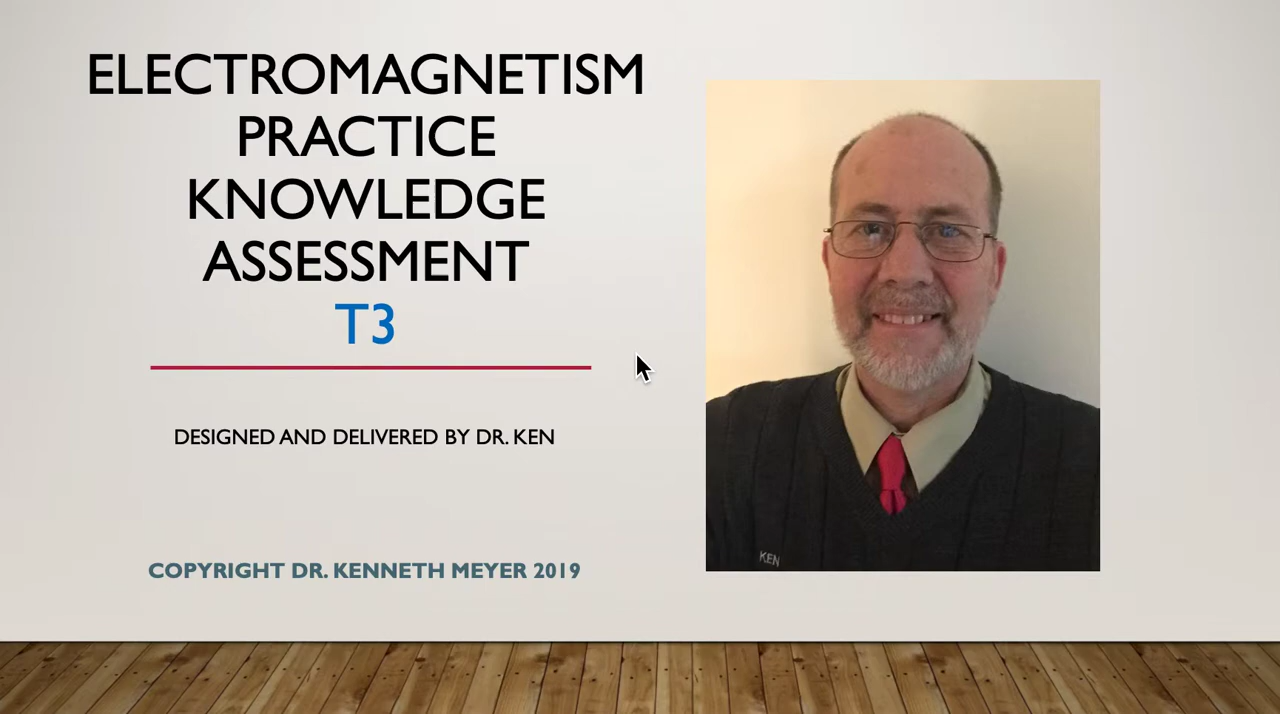 ELECTROMAGNETISM
PRACTICE
KNOWLEDGE
ASSESSMENT
T3
DESIGNED AND DELIVERED BY DR. KEN
COPYRIGHT DR. KENNETH MEYER 2019
KEN